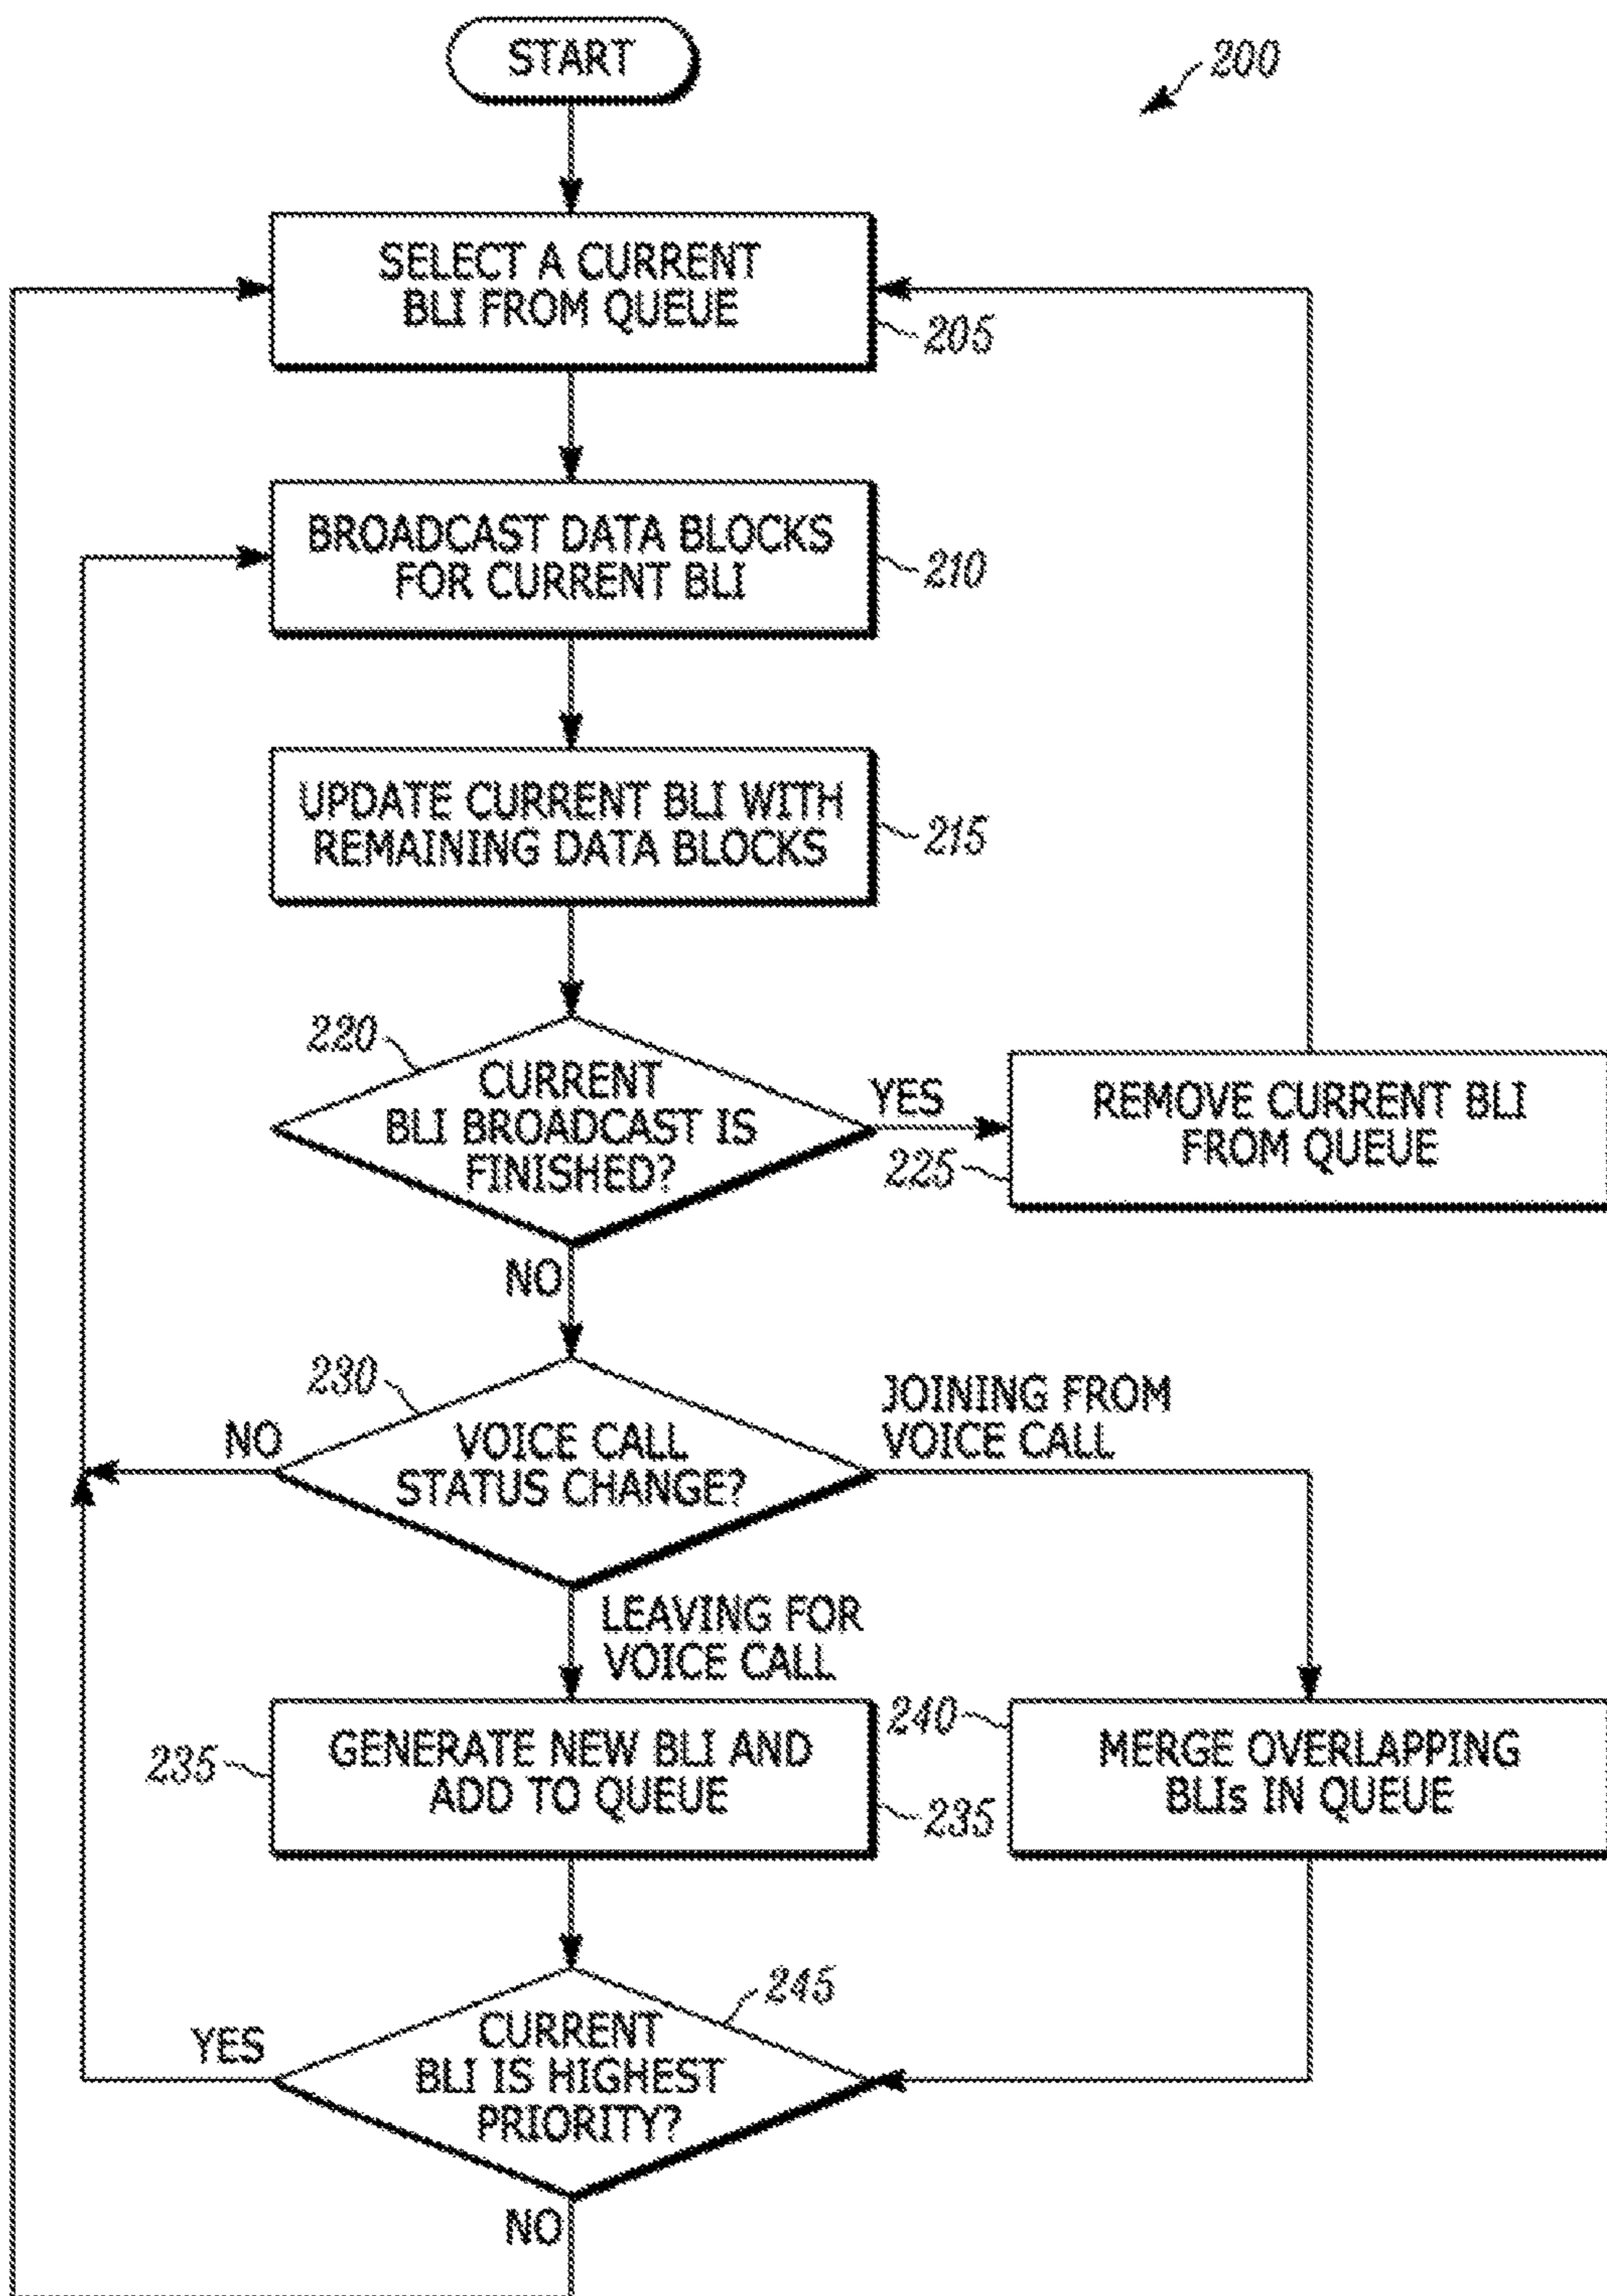 START
200
SELECT A CURRENT
BLI FROM QUEUE
205
BROADCAST DATA BLOCKS
FOR CURRENT BLI
210
UPDATE CURRENT BLI WITH
REMAINING DATA BLOCKS
215
220
CURRENT
BLI BROADCAST IS
FINISHED?
YES
225
REMOVE CURRENT BLI
FROM QUEUE
NO
230
VOICE CALL
STATUS CHANGE?
NO
JOINING FROM
VOICE CALL
LEAVING FOR
VOICE CALL
235
GENERATE NEW BLI AND
ADD TO QUEUE
235
240
MERGE OVERLAPPING
BLIs IN QUEUE
245
CURRENT
BLI IS HIGHEST
PRIORITY?
YES
NO